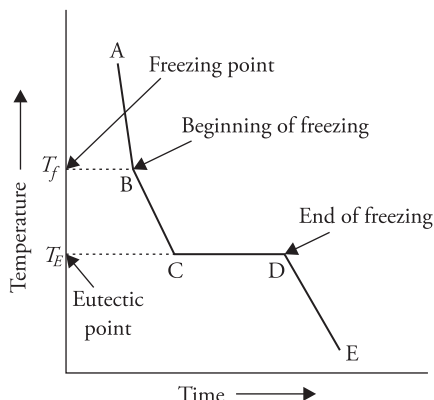 A
Freezing point
Beginning of freezing
T_f
B
End of freezing
Temperature
T_E
C
D
Eutectic
point
E
Time